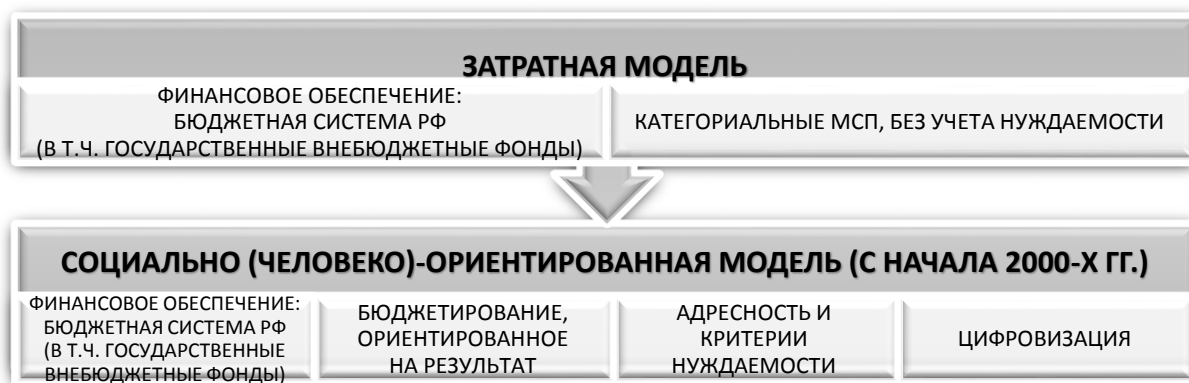 ЗАТРАТНАЯ МОДЕЛЬ
ФИНАНСОВОЕ ОБЕСПЕЧЕНИЕ:
БЮДЖЕТНАЯ СИСТЕМА РФ
(В Т.Ч. ГОСУДАРСТВЕННЫЕ ВНЕБЮДЖЕТНЫЕ ФОНДЫ)
КАТЕГОРИАЛЬНЫЕ МСП, БЕЗ УЧЕТА НУЖДАЕМОСТИ
СОЦИАЛЬНО (ЧЕЛОВЕКО)-ОРИЕНТИРОВАННАЯ МОДЕЛЬ (С НАЧАЛА 2000-Х ГГ.)
ФИНАНСОВОЕ ОБЕСПЕЧЕНИЕ:
БЮДЖЕТНАЯ СИСТЕМА РФ
(В Т.Ч. ГОСУДАРСТВЕННЫЕ
ВНЕБЮДЖЕТНЫЕ ФОНДЫ)
БЮДЖЕТИРОВАНИЕ,
ОРИЕНТИРОВАННОЕ
НА РЕЗУЛЬТАТ
АДРЕСНОСТЬ И
КРИТЕРИИ
НУЖДАЕМОСТИ
ЦИФРОВИЗАЦИЯ